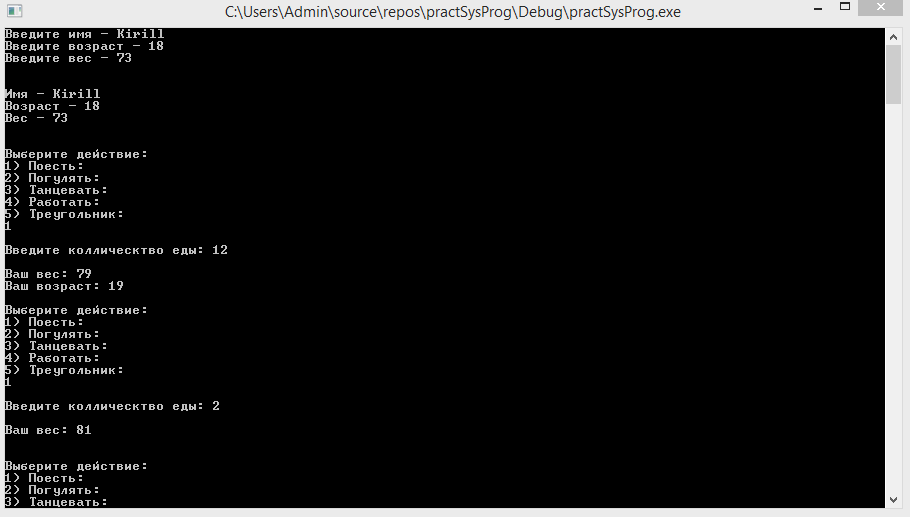 C:\Users\Admin\source\repos\practSysProg\Debug\practSysProg.exe
Введите имя - Kirill
Введите возраст - 18
Введите вес - 73
Имя - Kirill
Возраст - 18
Вес - 73
Выберите действие:
1) Поесть:
2) Погулять:
3) Танцевать:
4) Работать:
5) Треугольник:
1
Введите коллическтво еды: 12
Ваш вес: 79
Ваш возраст: 19
Выберите действие:
1) Поесть:
2) Погулять:
3) Танцевать:
4) Работать:
5) Треугольник:
1
Введите коллическтво еды: 2
Ваш вес: 81
Выберите действие:
1) Поесть:
2) Погулять:
3) Танцевать: